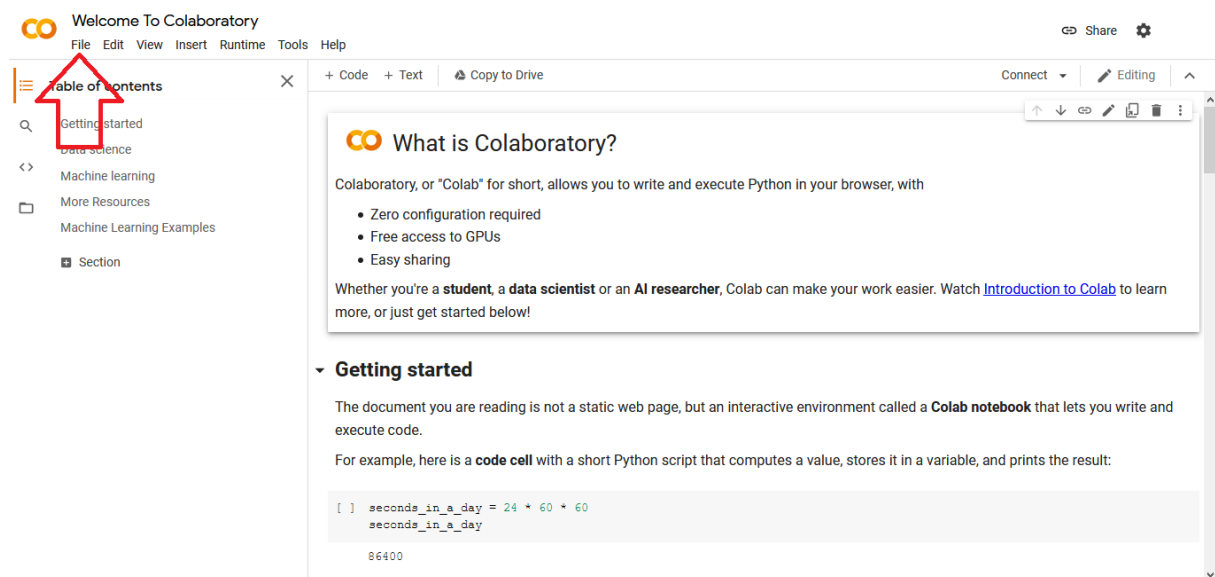 Welcome To Colaboratory
File Edit View Insert Runtime Tools Help
Share
Table of contents
Getting started
Data science
Machine learning
More Resources
Machine Learning Examples
Section
+ Code + Text Copy to Drive
Connect Editing
CO What is Colaboratory?
Colaboratory, or "Colab" for short, allows you to write and execute Python in your browser, with
• Zero configuration required
• Free access to GPUs
• Easy sharing
Whether you're a student, a data scientist or an AI researcher, Colab can make your work easier. Watch Introduction to Colab to learn
more, or just get started below!
Getting started
The document you are reading is not a static web page, but an interactive environment called a Colab notebook that lets you write and
execute code.
For example, here is a code cell with a short Python script that computes a value, stores it in a variable, and prints the result:
[ ] seconds_in_a_day = 24 * 60 * 60
seconds_in_a_day
86400